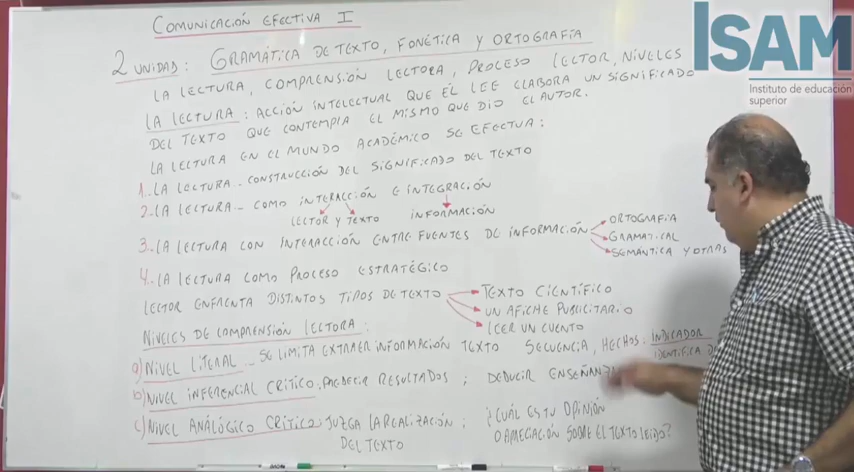 COMUNICACIÓN EFECTIVA I
ISAM
Instituto de educación
superior
2 UNIDAD: GRAMÁTICA DE TEXTO, FONÉTICA Y ORTOGRAFÍA
LA LECTURA, COMPRENSIÓN LECTORA, PROCESO LECTOR, NIVELES
LA LECTURA: ACCIÓN INTELECTUAL QUE EL LEE ELABORA UN SIGNIFICADO
DEL TEXTO QUE CONTEMPLA EL MISMO QUE DIO EL AUTOR.
LA LECTURA EN EL MUNDO ACADÉMICO SE EFECTUA:
1. LA LECTURA - CONSTRUCCIÓN DEL SIGNIFICADO DEL TEXTO
2. LA LECTURA - COMO INTERACCIÓN E INTEGRACIÓN
LECTOR Y TEXTO INFORMACIÓN
3. LA LECTURA CON INTERACCIÓN ENTRE FUENTES DE INFORMACIÓN
ORTOGRAFIA
GRAMATICAL
SEMÁNTICA Y OTRAS
4. LA LECTURA COMO PROCESO ESTRATÉGICO
LECTOR ENFRENTA DISTINTOS TIPOS DE TEXTO
TEXTO CIENTÍFICO
UN AFICHE PUBLICITARIO
LEER UN CUENTO
NIVELES DE COMPRENSIÓN LECTORA:
a) NIVEL LITERAL - SE LIMITA EXTRAER INFORMACIÓN TEXTO SECUENCIA, HECHOS: INDICADOR
IDENTIFICA
b) NIVEL INFERENCIAL CRITICO: PREDECIR RESULTADOS; DEDUCIR ENSEÑANZA
c) NIVEL ANÁLOGICO CRITICO: JUZGA LA REALIZACIÓN; ¿CUÁL ES TU OPINIÓN
DEL TEXTO O APRECIACIÓN SOBRE EL TEXTO LEIDO?